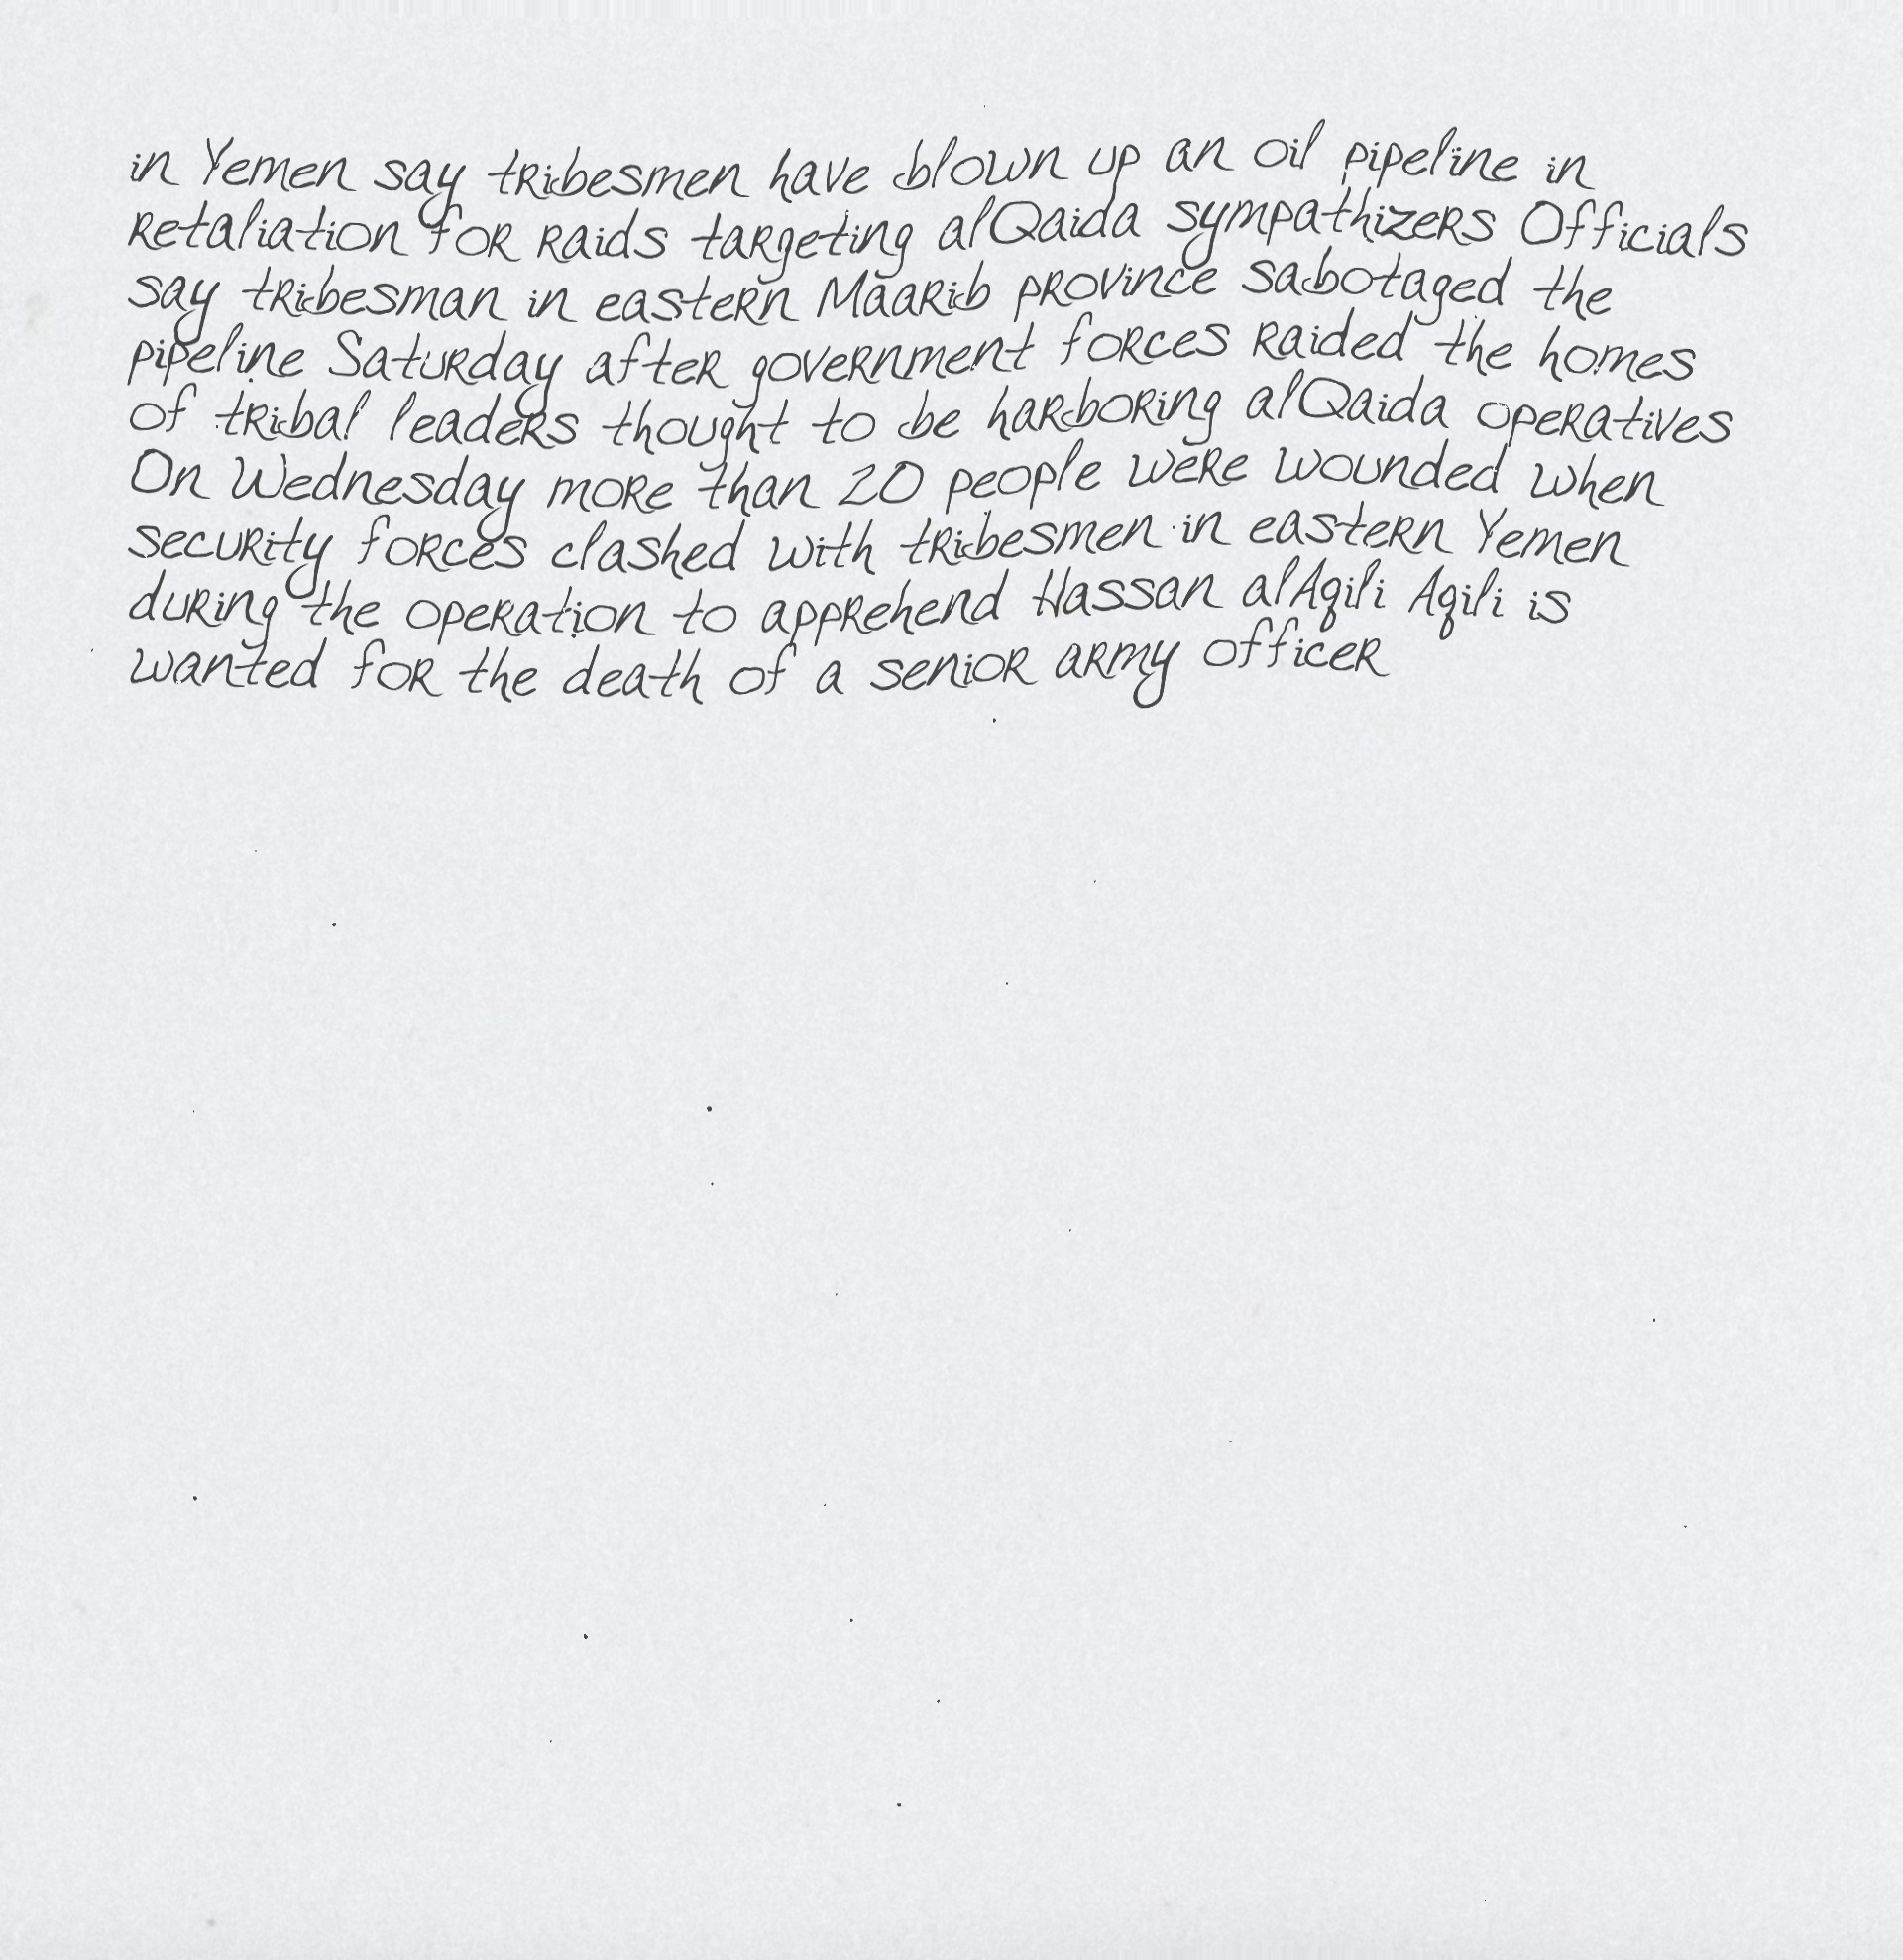 in Yemen say tribesmen have blown up an oil pipeline in
retaliation for raids targeting alQaida sympathizers Officials
say tribesman in eastern Maarib province sabotaged the
pipeline Saturday after government forces raided the homes
of tribal leaders thought to be harboring alQaida operatives
On Wednesday more than 20 people were wounded when
security forces clashed with tribesmen in eastern Yemen
during the operation to apprehend Hassan alAqili Aqili is
wanted for the death of a senior army officer